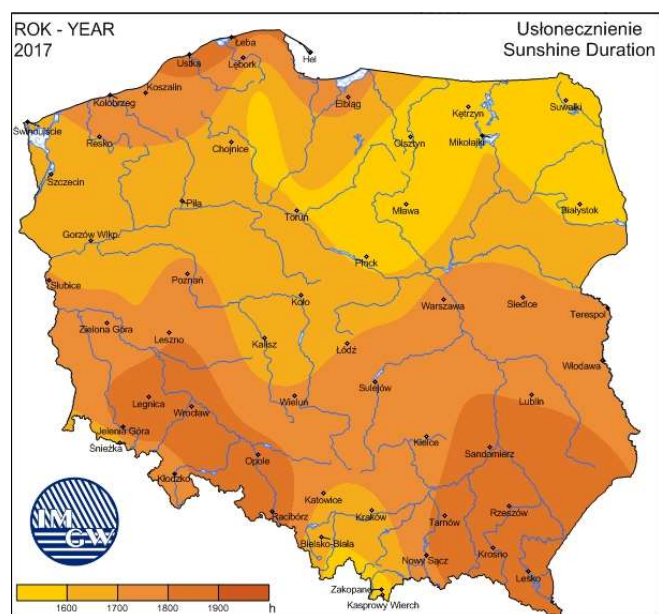 ROK - YEAR
2017
Usłonecznienie
Sunshine Duration
Łeba
Ustka
Lębork
Hel
Koszalin
Kołobrzeg
Elbląg
Kętrzyn
Suwałki
Świnoujście
Resko
Chojnice
Olsztyn
Mikołajki
Szczecin
Piła
Toruń
Mława
Białystok
Gorzów Wlkp.
Płock
Słubice
Poznań
Koło
Warszawa
Siedlce
Terespol
Zielona Góra
Leszno
Kalisz
Łódź
Włodawa
Legnica
Wrocław
Wieluń
Sulejów
Lublin
Jelenia Góra
Śnieżka
Opole
Kielce
Sandomierz
Kłodzko
Katowice
Racibórz
Kraków
Tarnów
Rzeszów
Bielsko-Biała
Nowy Sącz
Krosno
Lesko
Zakopane
Kasprowy Wierch
IM
GW
1600 1700 1800 1900 h